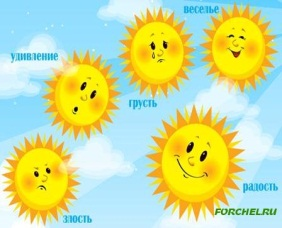 веселье
удивление
грусть
радость
FORCHEL.RU
злость